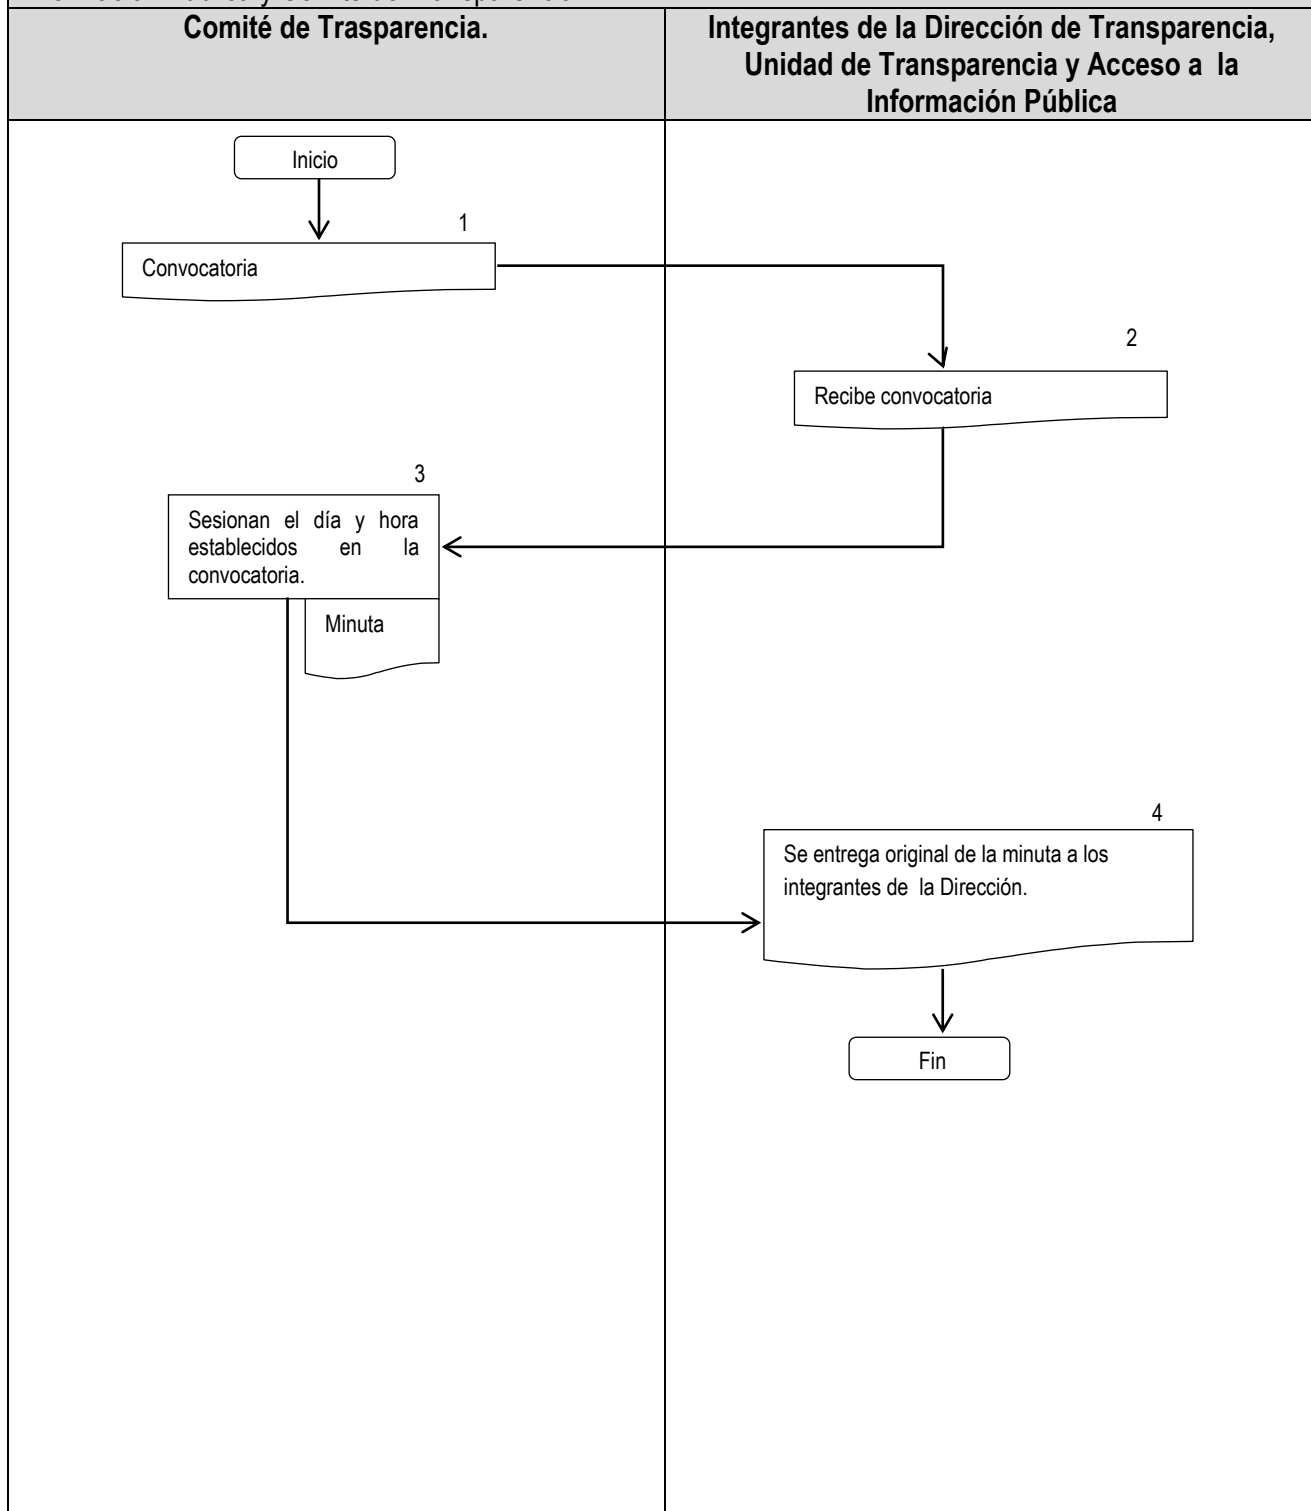 Comité de Trasparencia.
Integrantes de la Dirección de Transparencia,
Unidad de Transparencia y Acceso a  la
Información Pública
Inicio
1
Convocatoria
2
Recibe convocatoria
3
Sesionan el día y hora
establecidos en la
convocatoria.
Minuta
4
Se entrega original de la minuta a los
integrantes de  la Dirección.
Fin